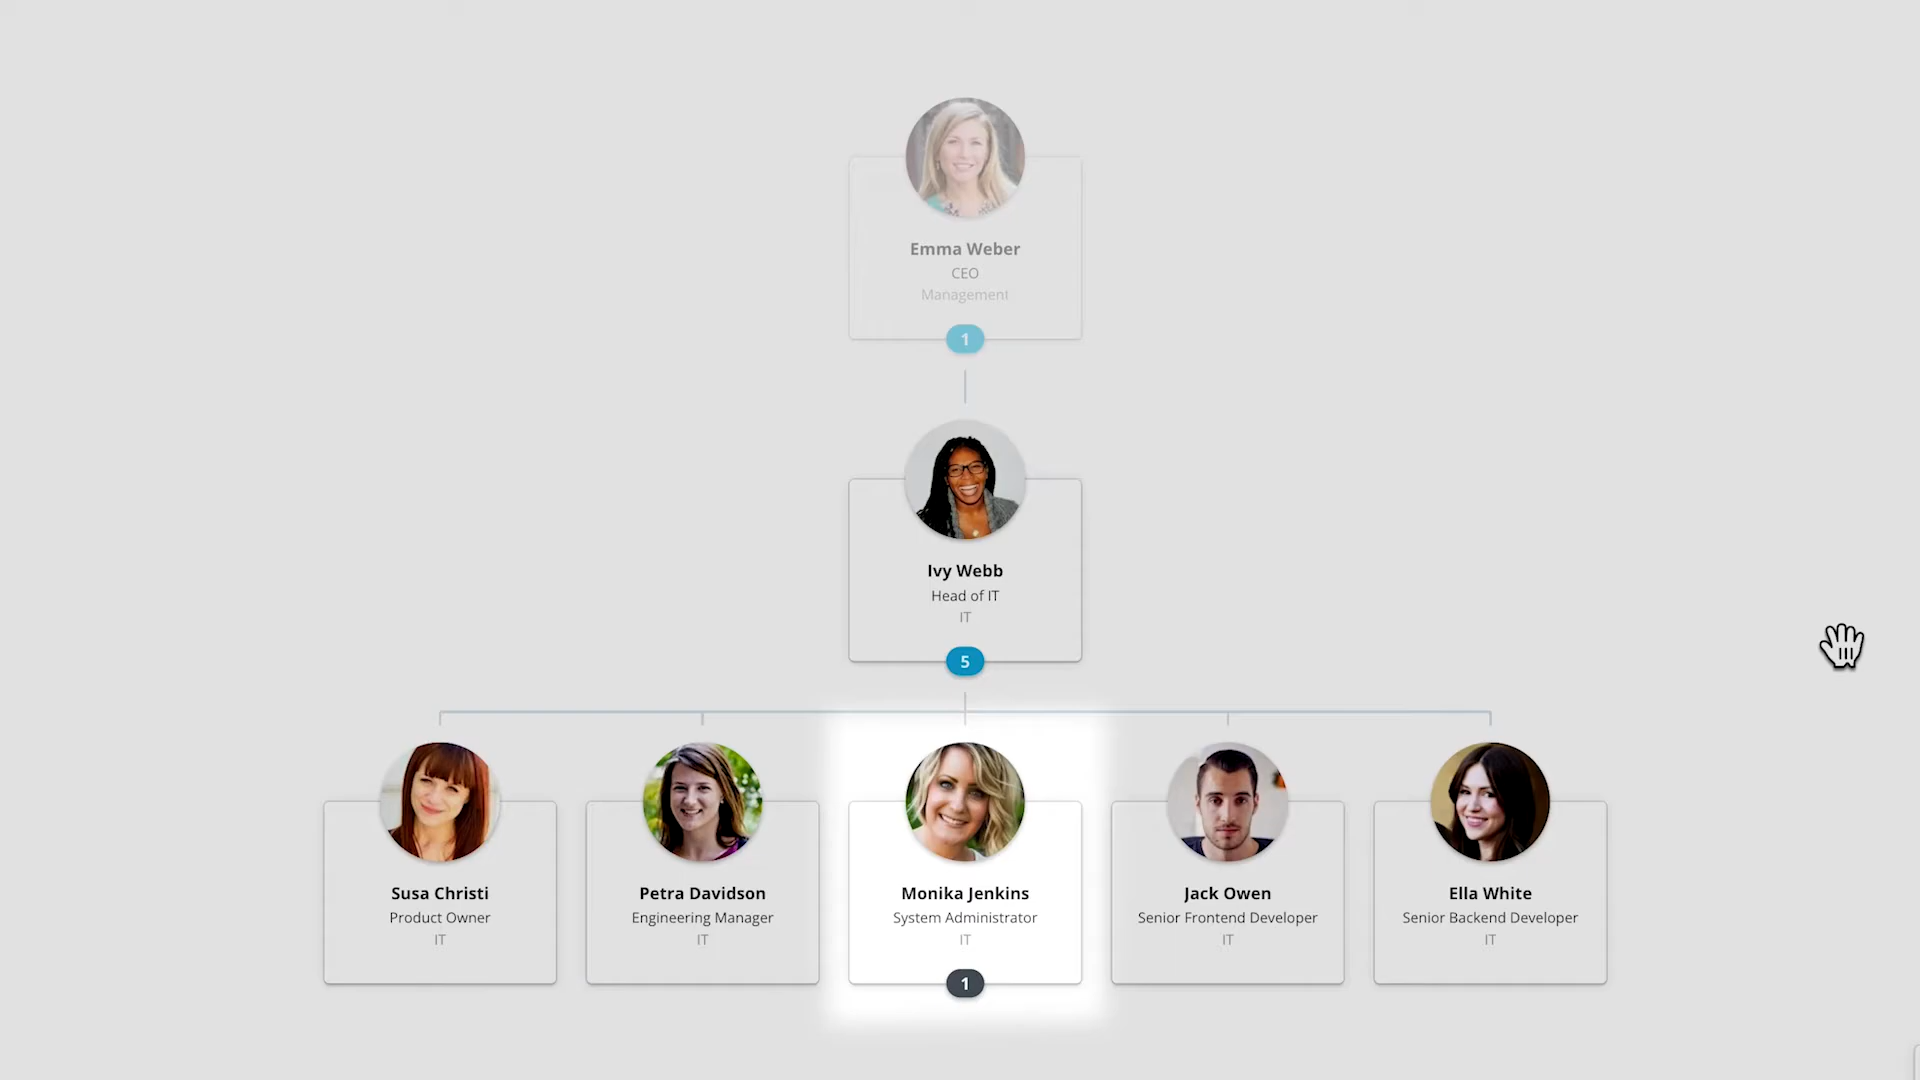 Emma Weber
CEO
Management
1
Ivy Webb
Head of IT
IT
5
Susa Christi
Product Owner
IT
Petra Davidson
Engineering Manager
IT
Monika Jenkins
System Administrator
IT
1
Jack Owen
Senior Frontend Developer
IT
Ella White
Senior Backend Developer
IT